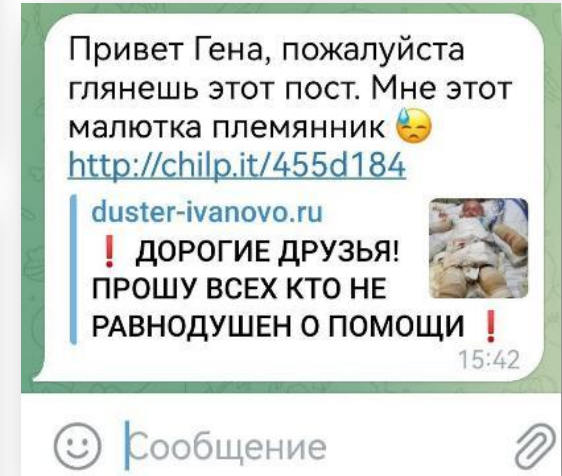 Привет Гена, пожалуйста
глянешь этот пост. Мне этот
малютка племянник 😓
http://chilp.it/455d184
duster-ivanovo.ru
❗ ДОРОГИЕ ДРУЗЬЯ!
ПРОШУ ВСЕХ КТО НЕ
РАВНОДУШЕН О ПОМОЩИ ❗
15:42
Сообщение